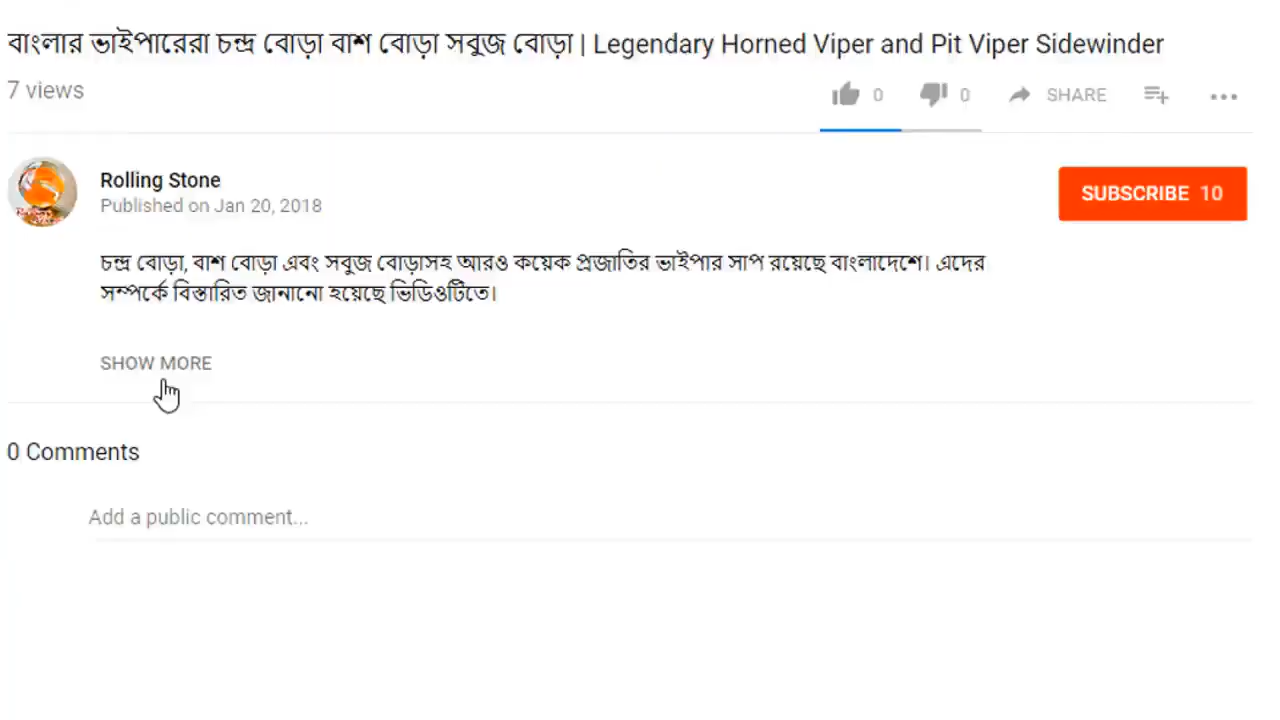 বাংলার ভাইপারেরা চন্দ্র বোড়া বাশ বোড়া সবুজ বোড়া | Legendary Horned Viper and Pit Viper Sidewinder
7 views
0 0 SHARE
Rolling Stone
Published on Jan 20, 2018
SUBSCRIBE 10
চন্দ্র বোড়া, বাশ বোড়া এবং সবুজ বোড়াসহ আরও কয়েক প্রজাতির ভাইপার সাপ রয়েছে বাংলাদেশে। এদের
সম্পর্কে বিস্তারিত জানানো হয়েছে ভিডিওটিতে।
SHOW MORE
0 Comments
Add a public comment...